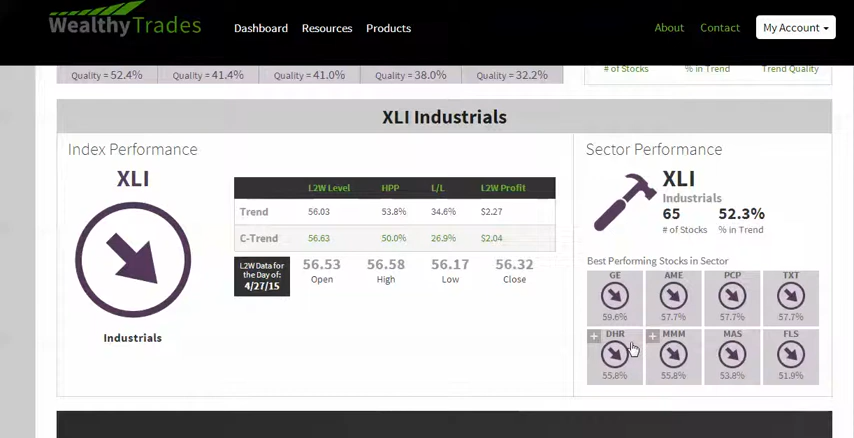 WealthyTrades
Dashboard Resources Products
About Contact My Account
Quality = 52.4% Quality = 41.4% Quality = 41.0% Quality = 38.0% Quality = 32.2%
# of Stocks % in Trend Trend Quality
XLI Industrials
Index Performance
XLI
Industrials
L2W Level HPP L/L L2W Profit
Trend 56.03 53.8% 34.6% $2.27
C-Trend 56.63 50.0% 26.9% $2.04
L2W Data for
the Day of:
4/27/15
56.53 56.58 56.17 56.32
Open High Low Close
Sector Performance
XLI
Industrials
65 52.3%
# of Stocks % in Trend
Best Performing Stocks in Sector
GE AME PCP TXT
59.6% 57.7% 57.7% 57.7%
+ DHR + MMM MAS FLS
55.8% 55.8% 53.8% 51.9%